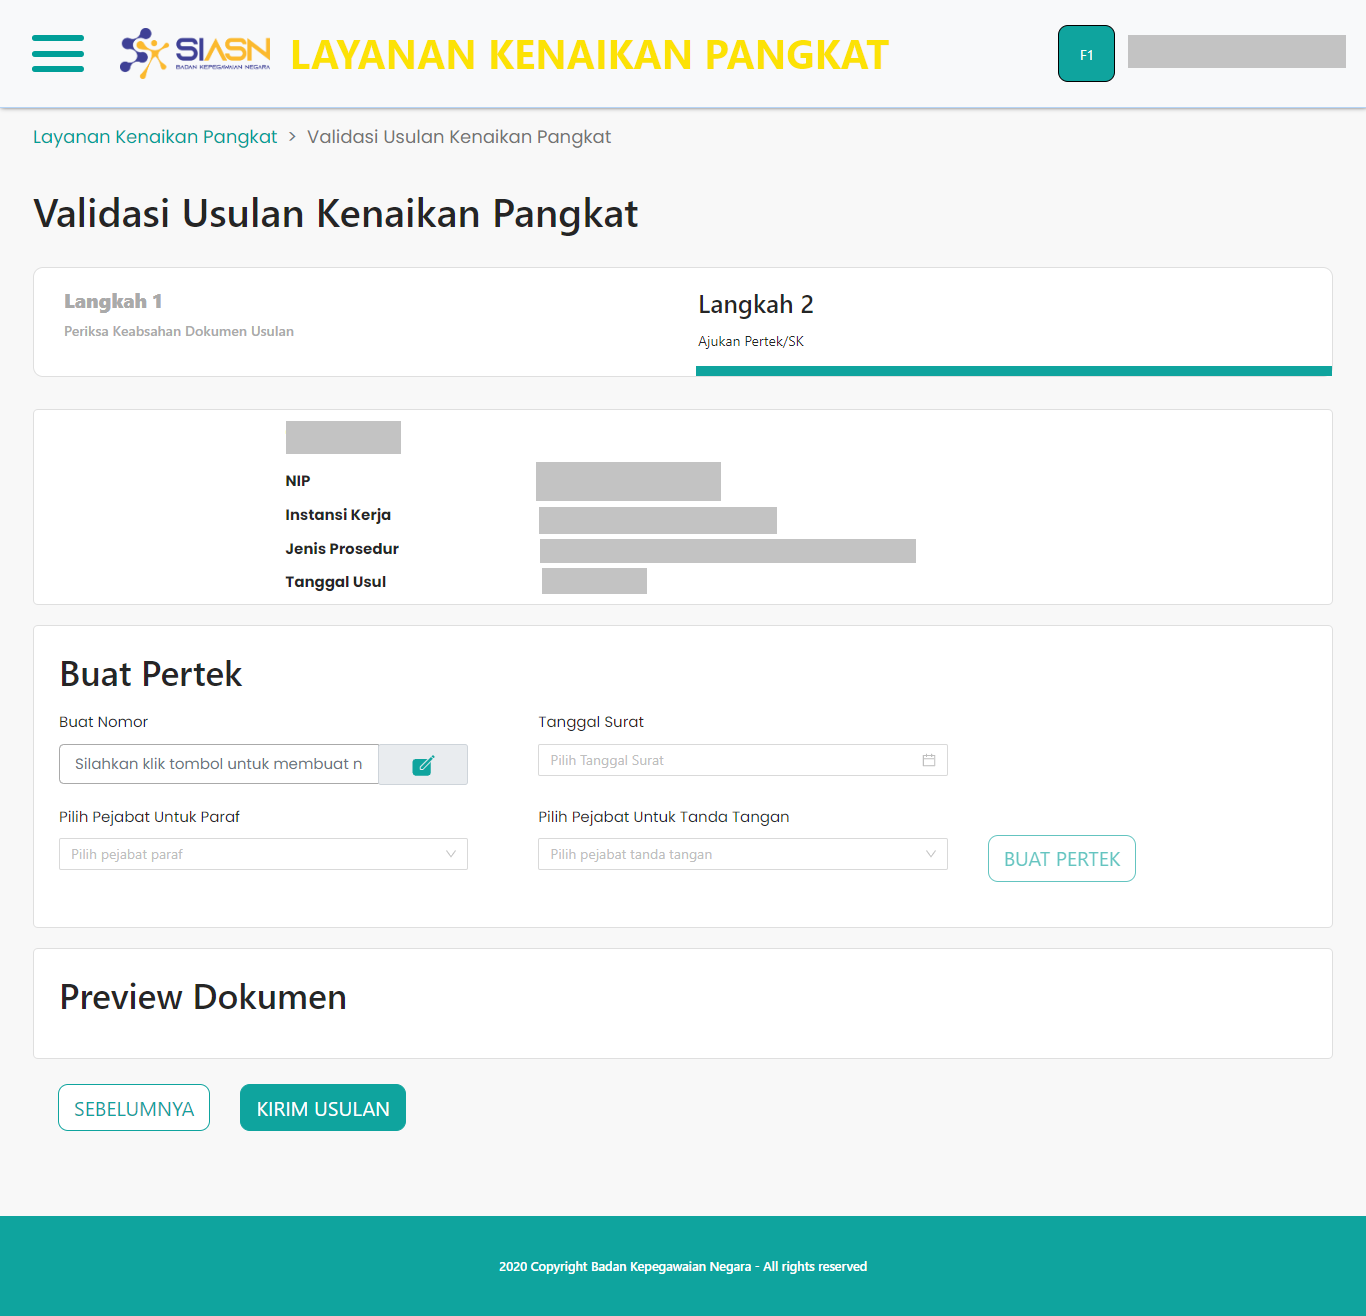 SIASN
BADAN KEPEGAWAIAN NEGARA
LAYANAN KENAIKAN PANGKAT
F1
Layanan Kenaikan Pangkat > Validasi Usulan Kenaikan Pangkat
Validasi Usulan Kenaikan Pangkat
Langkah 1
Periksa Keabsahan Dokumen Usulan
Langkah 2
Ajukan Pertek/SK
NIP
Instansi Kerja
Jenis Prosedur
Tanggal Usul
Buat Pertek
Buat Nomor
Silahkan klik tombol untuk membuat n
Tanggal Surat
Pilih Tanggal Surat
Pilih Pejabat Untuk Paraf
Pilih pejabat paraf
Pilih Pejabat Untuk Tanda Tangan
Pilih pejabat tanda tangan
BUAT PERTEK
Preview Dokumen
SEBELUMNYA
KIRIM USULAN
2020 Copyright Badan Kepegawaian Negara - All rights reserved